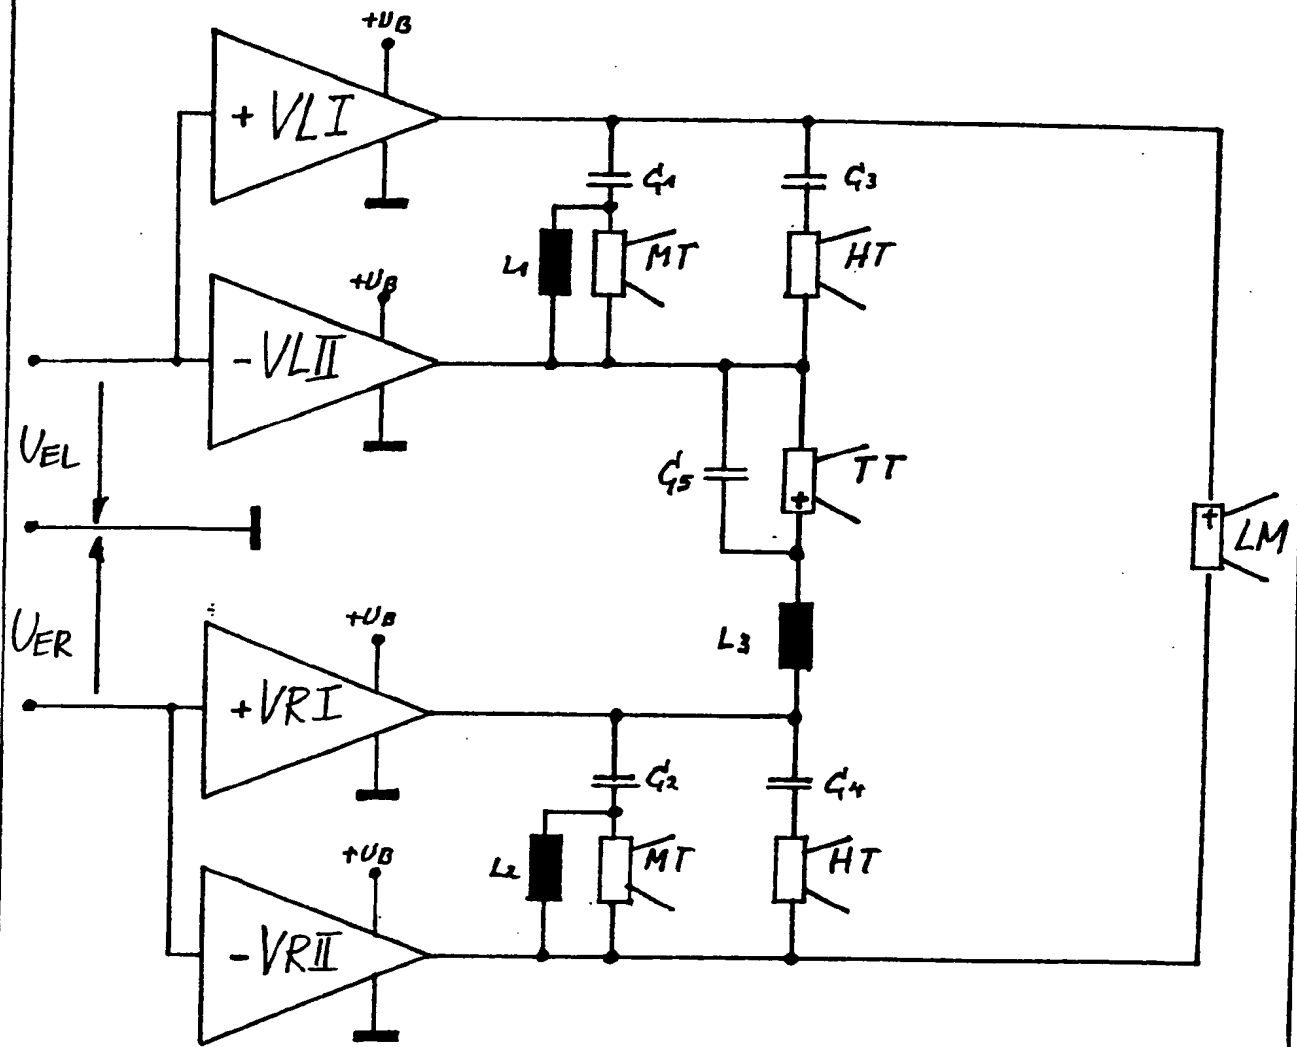 +UB
+ VLI
C1
C3
L1
MT
HT
+UB
- VLII
UEL
C5
TT
+
+
LM
UER
+UB
L3
+ VRI
C2
C4
+UB
L2
MT
HT
- VRII